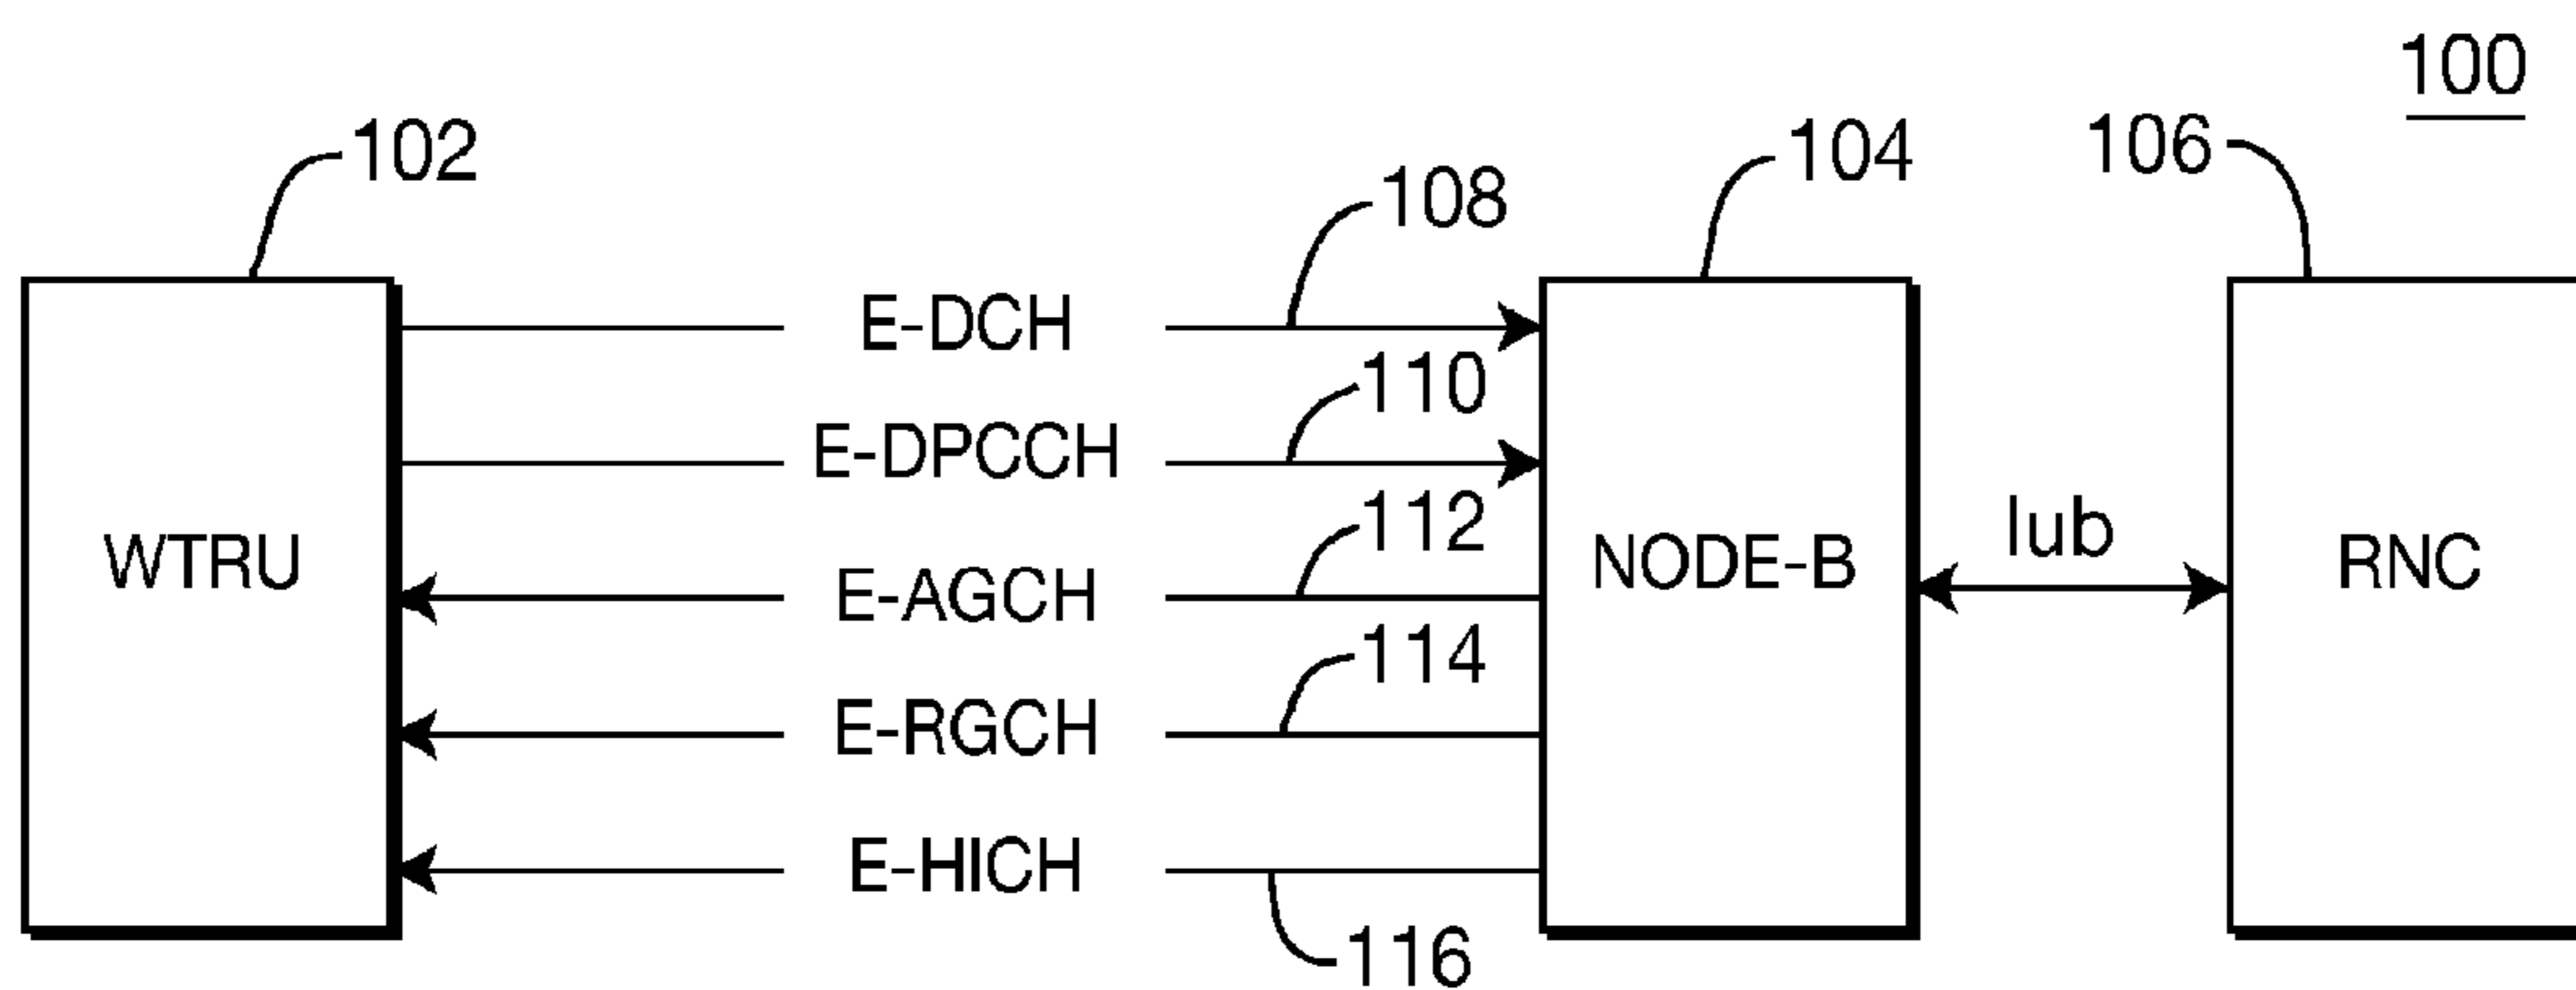 100
102
104
106
108
E-DCH
110
E-DPCCH
112
WTRU
E-AGCH
NODE-B
Iub
RNC
114
E-RGCH
E-HICH
116